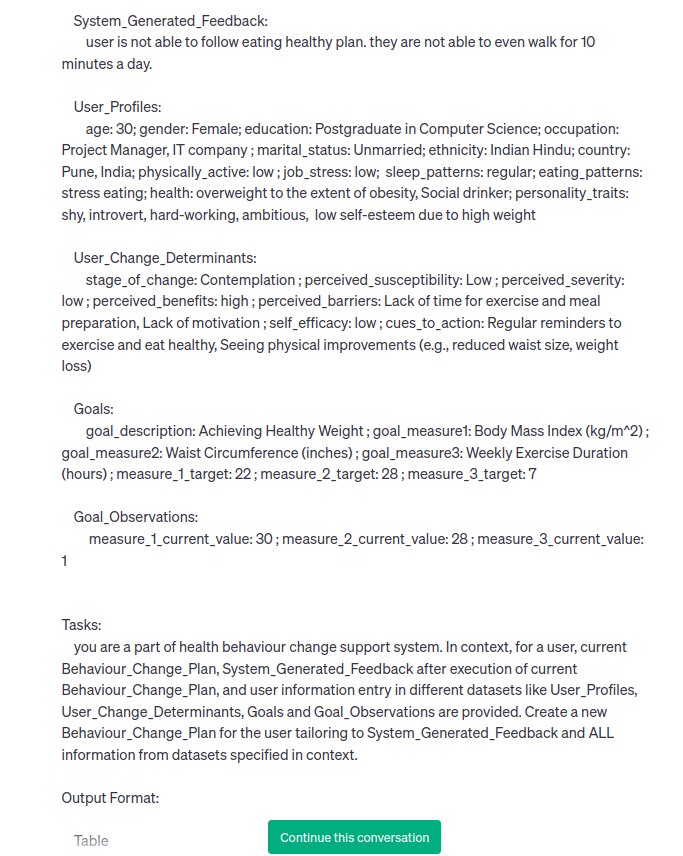 System_Generated_Feedback:
user is not able to follow eating healthy plan. they are not able to even walk for 10
minutes a day.
User_Profiles:
age: 30; gender: Female; education: Postgraduate in Computer Science; occupation:
Project Manager, IT company ; marital_status: Unmarried; ethnicity: Indian Hindu; country:
Pune, India; physically_active: low ; job_stress: low;  sleep_patterns: regular; eating_patterns:
stress eating; health: overweight to the extent of obesity, Social drinker; personality_traits:
shy, introvert, hard-working, ambitious,  low self-esteem due to high weight
User_Change_Determinants:
stage_of_change: Contemplation ; perceived_susceptibility: Low ; perceived_severity:
low ; perceived_benefits: high ; perceived_barriers: Lack of time for exercise and meal
preparation, Lack of motivation ; self_efficacy: low ; cues_to_action: Regular reminders to
exercise and eat healthy, Seeing physical improvements (e.g., reduced waist size, weight
loss)
Goals:
goal_description: Achieving Healthy Weight ; goal_measure1: Body Mass Index (kg/m^2) ;
goal_measure2: Waist Circumference (inches) ; goal_measure3: Weekly Exercise Duration
(hours) ; measure_1_target: 22 ; measure_2_target: 28 ; measure_3_target: 7
Goal_Observations:
measure_1_current_value: 30 ; measure_2_current_value: 28 ; measure_3_current_value:
1
Tasks:
you are a part of health behaviour change support system. In context, for a user, current
Behaviour_Change_Plan, System_Generated_Feedback after execution of current
Behaviour_Change_Plan, and user information entry in different datasets like User_Profiles,
User_Change_Determinants, Goals and Goal_Observations are provided. Create a new
Behaviour_Change_Plan for the user tailoring to System_Generated_Feedback and ALL
information from datasets specified in context.
Output Format:
Table
Continue this conversation